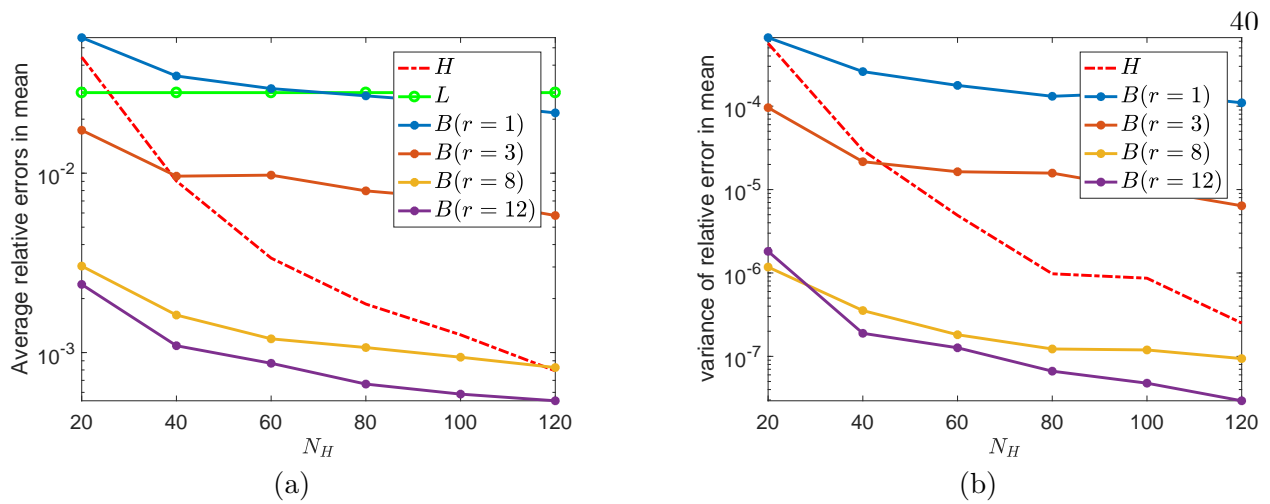 40
Average relative errors in mean
10^{-2}
10^{-3}
H
L
B(r = 1)
B(r = 3)
B(r = 8)
B(r = 12)
20 40 60 80 100 120
N_H
(a)
variance of relative error in mean
10^{-4}
10^{-5}
10^{-6}
10^{-7}
H
B(r = 1)
B(r = 3)
B(r = 8)
B(r = 12)
20 40 60 80 100 120
N_H
(b)